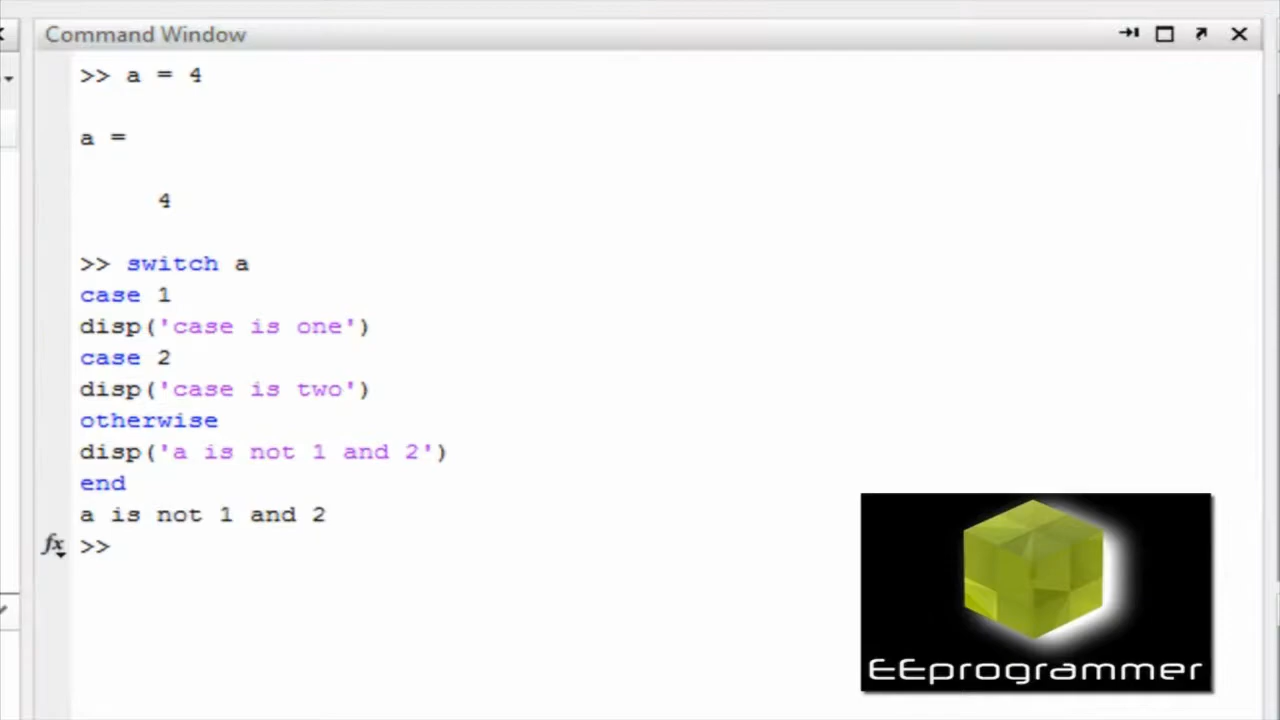 Command Window
>> a = 4
a =
4
>> switch a
case 1
disp('case is one')
case 2
disp('case is two')
otherwise
disp('a is not 1 and 2')
end
a is not 1 and 2
fx >>
EEprogrammer